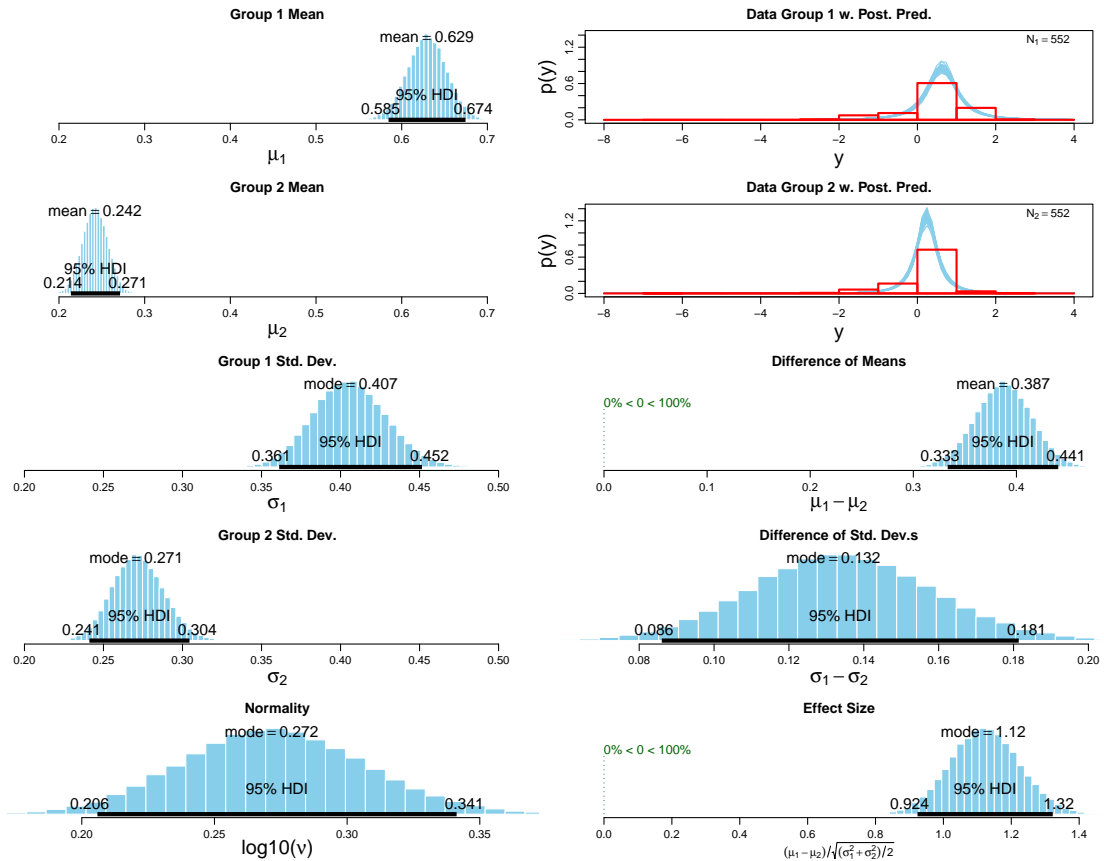 Group 1 Mean
mean = 0.629
95% HDI
0.585 0.674
0.2 0.3 0.4 0.5 0.6 0.7
μ1
Data Group 1 w. Post. Pred.
N1 = 552
p(y)
0.0 0.6 1.2
−8 −6 −4 −2 0 2 4
y
Group 2 Mean
mean = 0.242
95% HDI
0.214 0.271
0.2 0.3 0.4 0.5 0.6 0.7
μ2
Data Group 2 w. Post. Pred.
N2 = 552
p(y)
0.0 0.6 1.2
−8 −6 −4 −2 0 2 4
y
Group 1 Std. Dev.
mode = 0.407
95% HDI
0.361 0.452
0.20 0.25 0.30 0.35 0.40 0.45 0.50
σ1
Difference of Means
mean = 0.387
0% < 0 < 100%
95% HDI
0.333 0.441
0.0 0.1 0.2 0.3 0.4
μ1 − μ2
Group 2 Std. Dev.
mode = 0.271
95% HDI
0.241 0.304
0.20 0.25 0.30 0.35 0.40 0.45 0.50
σ2
Difference of Std. Dev.s
mode = 0.132
95% HDI
0.086 0.181
0.08 0.10 0.12 0.14 0.16 0.18 0.20
σ1 − σ2
Normality
mode = 0.272
95% HDI
0.206 0.341
0.20 0.25 0.30 0.35
log10(ν)
Effect Size
mode = 1.12
0% < 0 < 100%
95% HDI
0.924 1.32
0.0 0.2 0.4 0.6 0.8 1.0 1.2 1.4
(μ1 − μ2)/√(σ1² + σ2²)/2